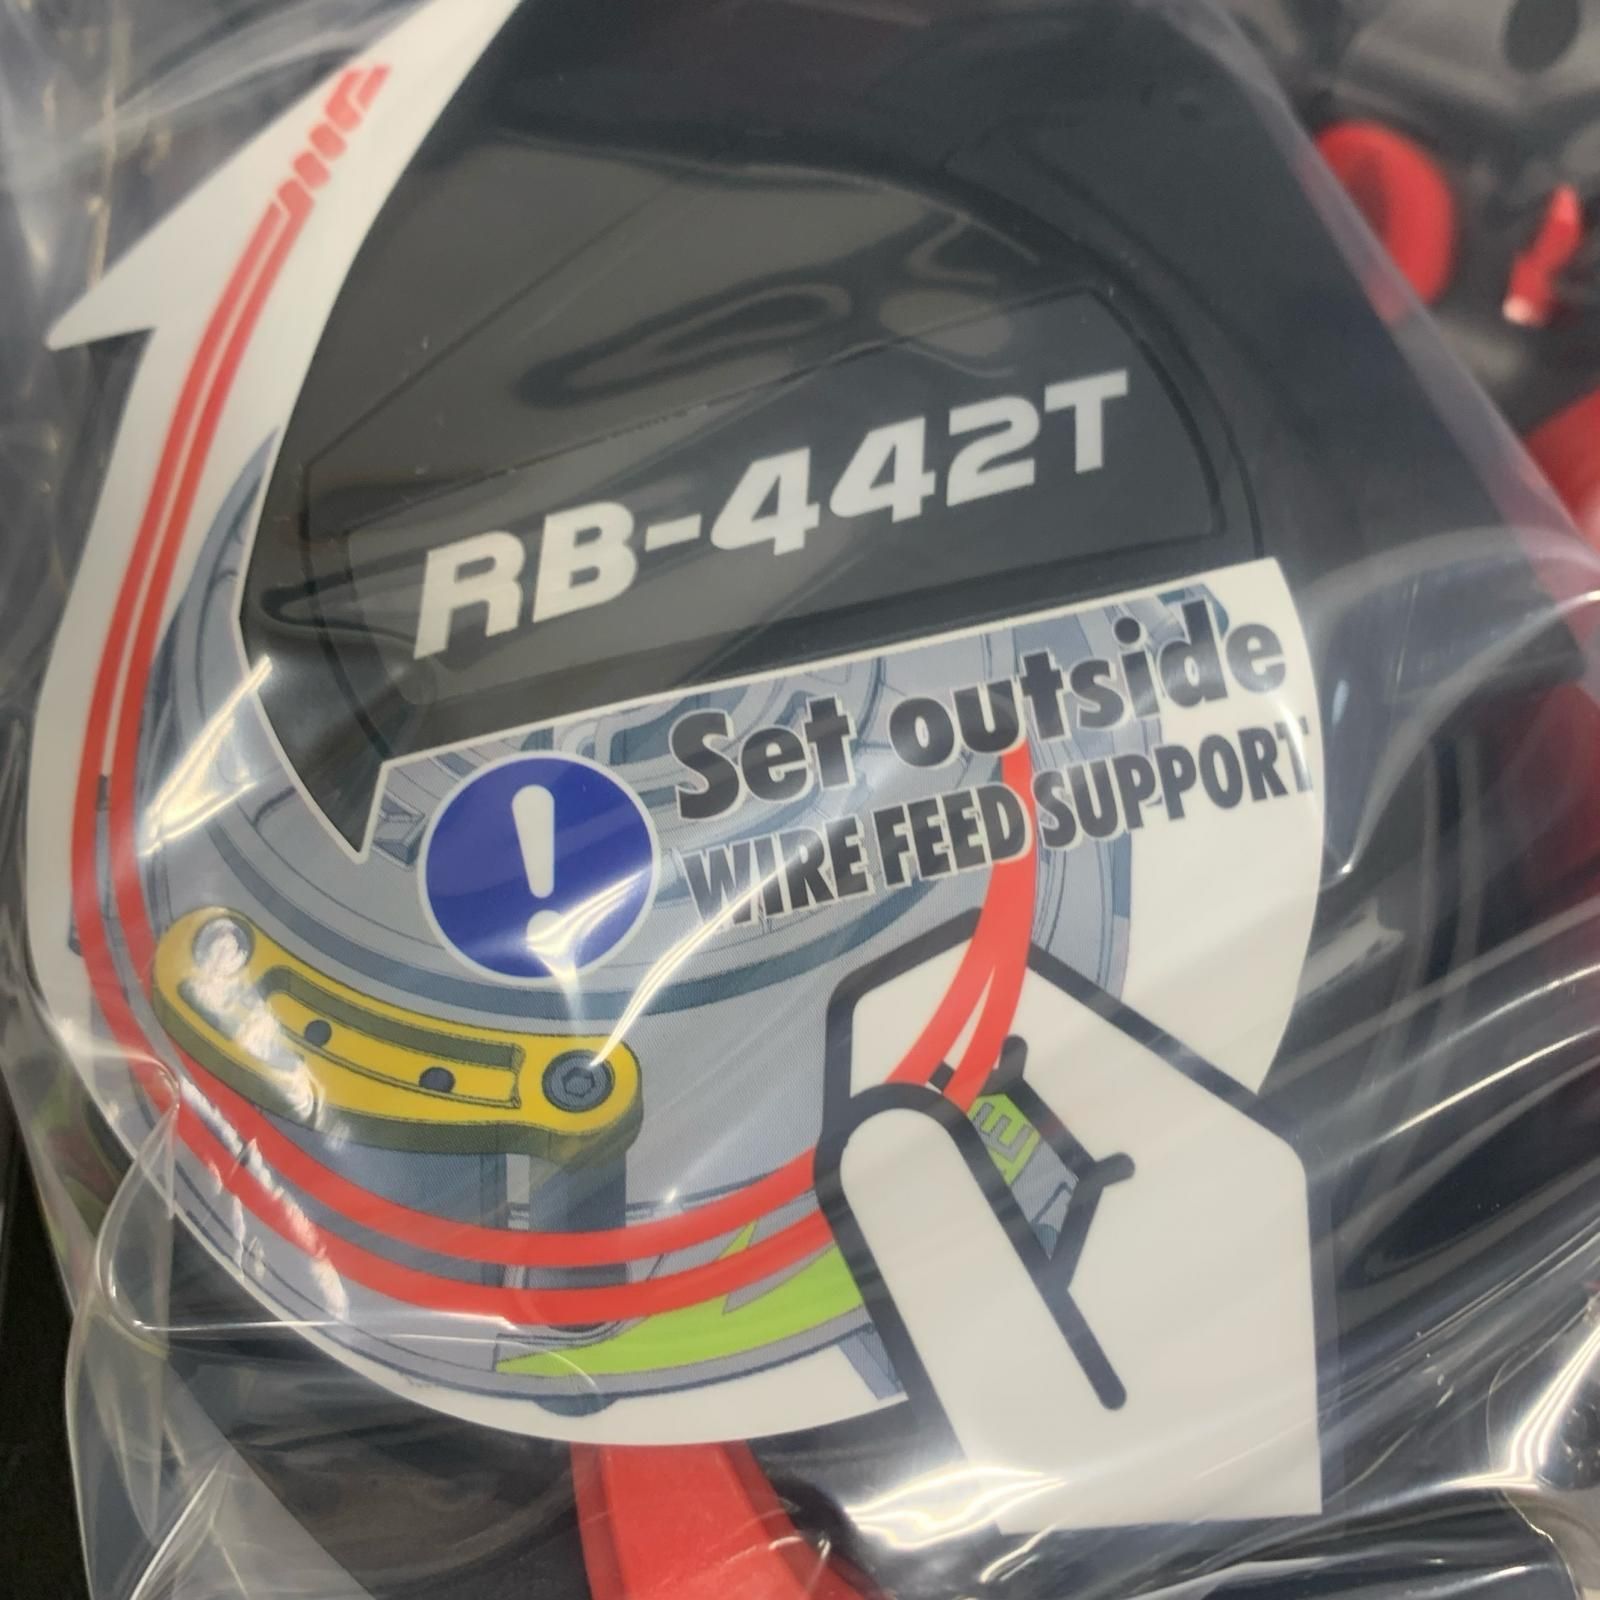 RB-442T
Set outside
WIRE FEED SUPPORT